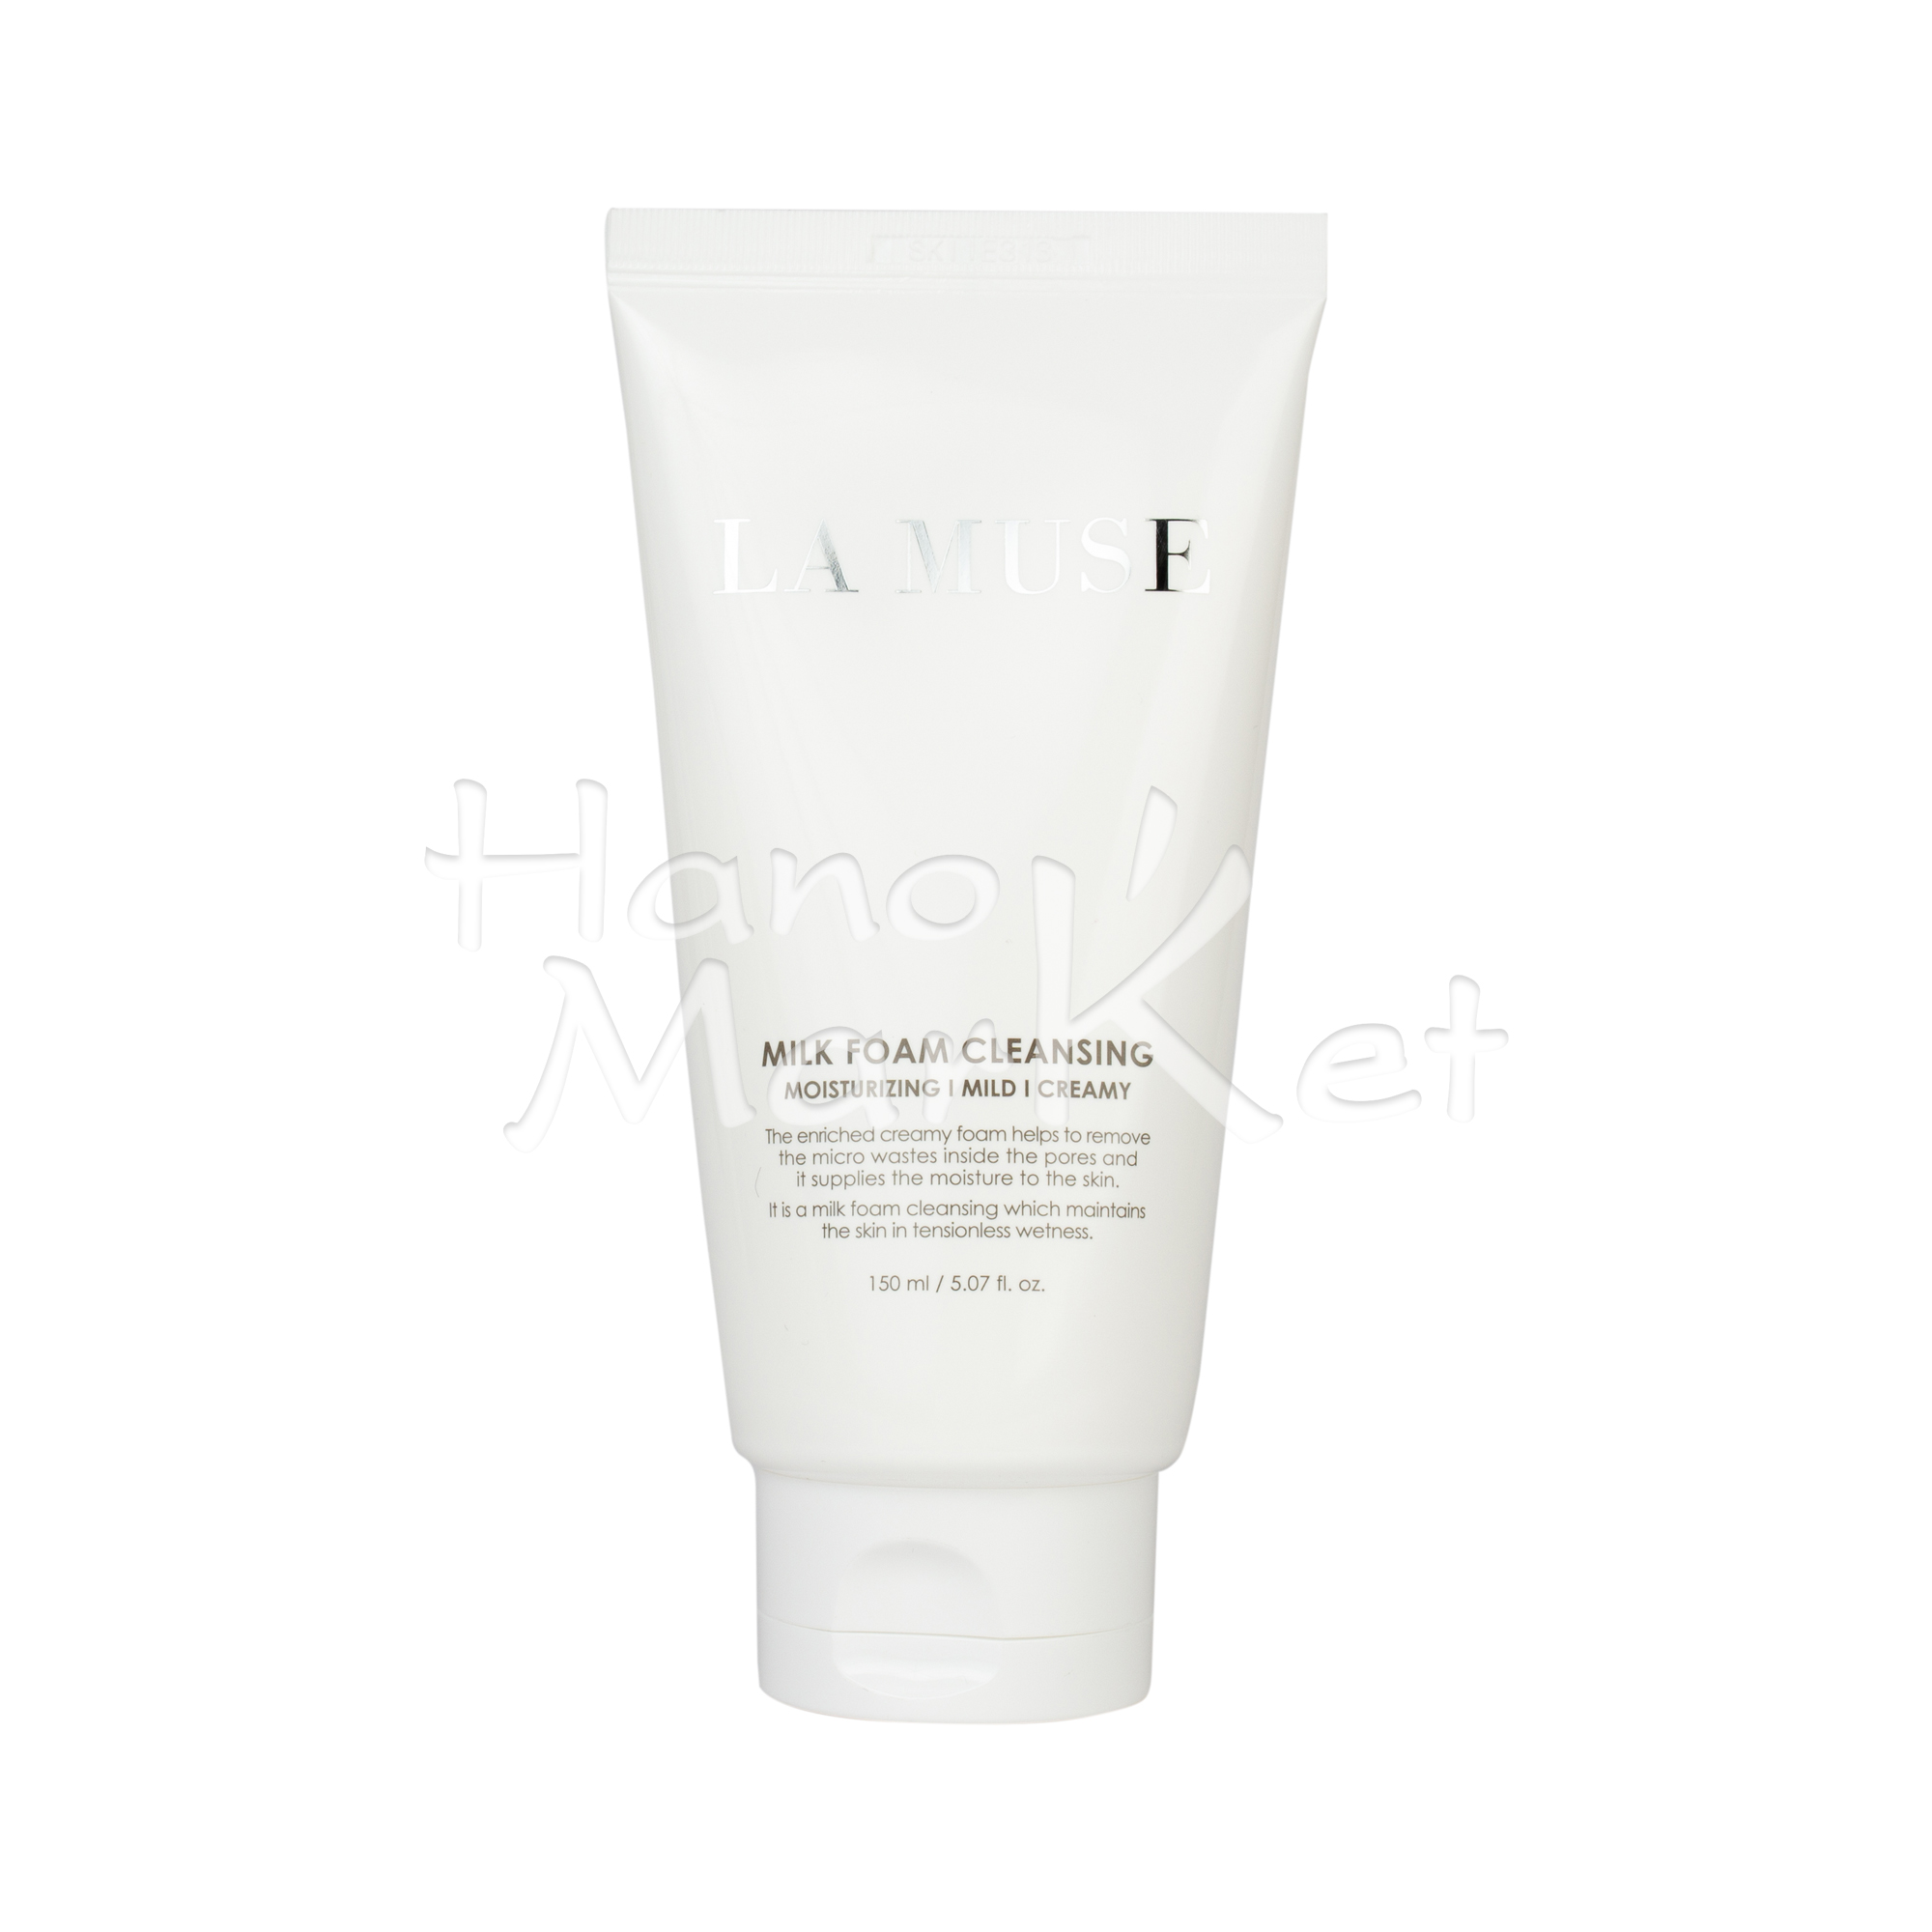 LA MUSE
Hano
MarKet
MILK FOAM CLEANSING
MOISTURIZING | MILD | CREAMY
The enriched creamy foam helps to remove
the micro wastes inside the pores and
it supplies the moisture to the skin.
It is a milk foam cleansing which maintains
the skin in tensionless wetness.
150 ml / 5.07 fl. oz.